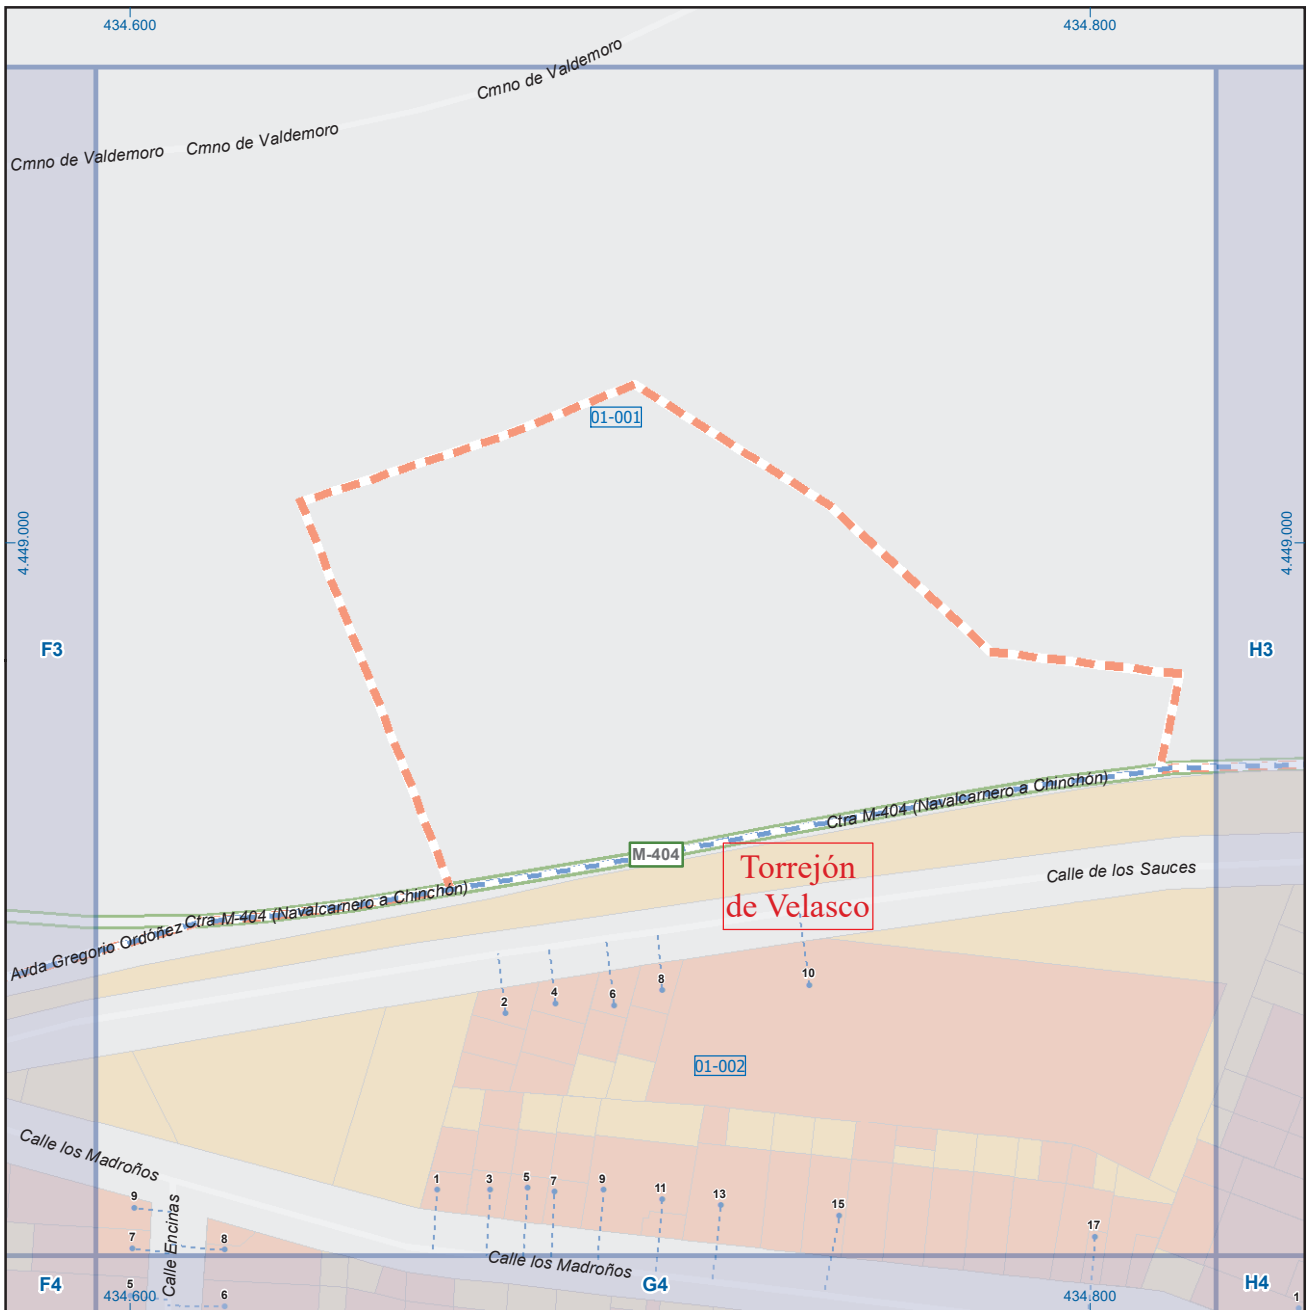 434.600
434.800
Cmno de Valdemoro
Cmno de Valdemoro
Cmno de Valdemoro
01-001
4.449.000
4.449.000
F3
H3
Ctra M-404 (Navalcarnero a Chinchón)
M-404
Torrejón
de Velasco
Calle de los Sauces
Ctra M-404 (Navalcarnero a Chinchón)
Avda Gregorio Ordóñez
2
4
6
8
10
01-002
Calle los Madroños
1
3
5
7
9
11
13
15
17
9
7
8
5
6
Calle Encinas
Calle los Madroños
F4
G4
H4
434.600
434.800
1